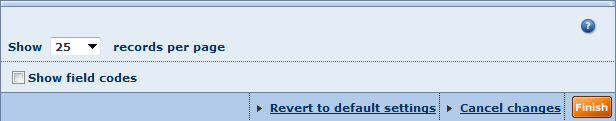 ?
Show 25 records per page
Show field codes
Revert to default settings Cancel changes Finish